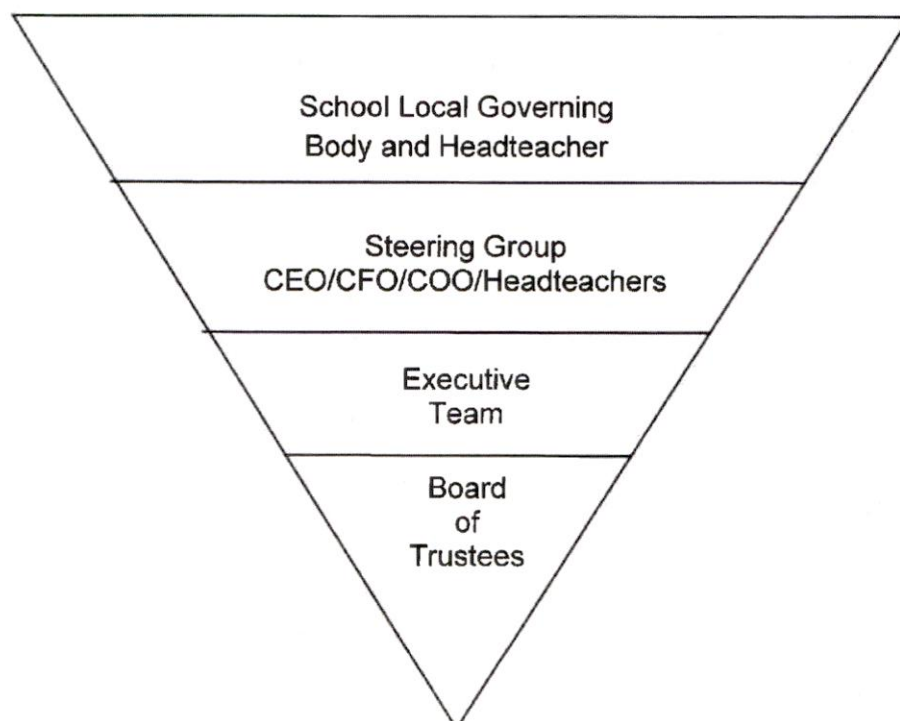 School Local Governing
Body and Headteacher
Steering Group
CEO/CFO/COO/Headteachers
Executive
Team
Board
of
Trustees